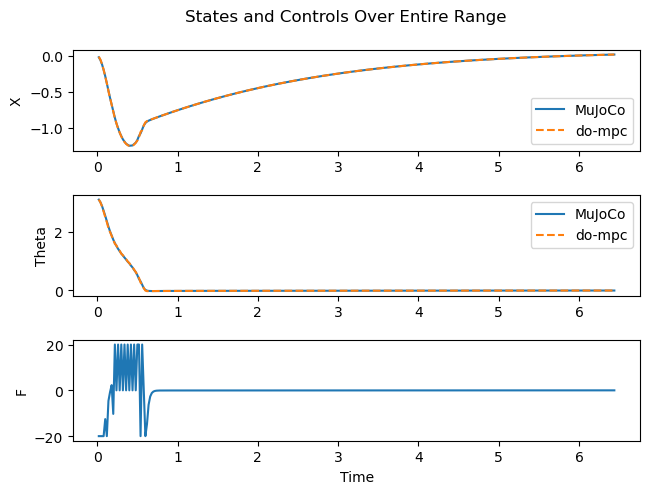 States and Controls Over Entire Range
X
0.0
−0.5
−1.0
MuJoCo
do-mpc
0 1 2 3 4 5 6
Theta
2
0
MuJoCo
do-mpc
0 1 2 3 4 5 6
F
20
0
−20
0 1 2 3 4 5 6
Time